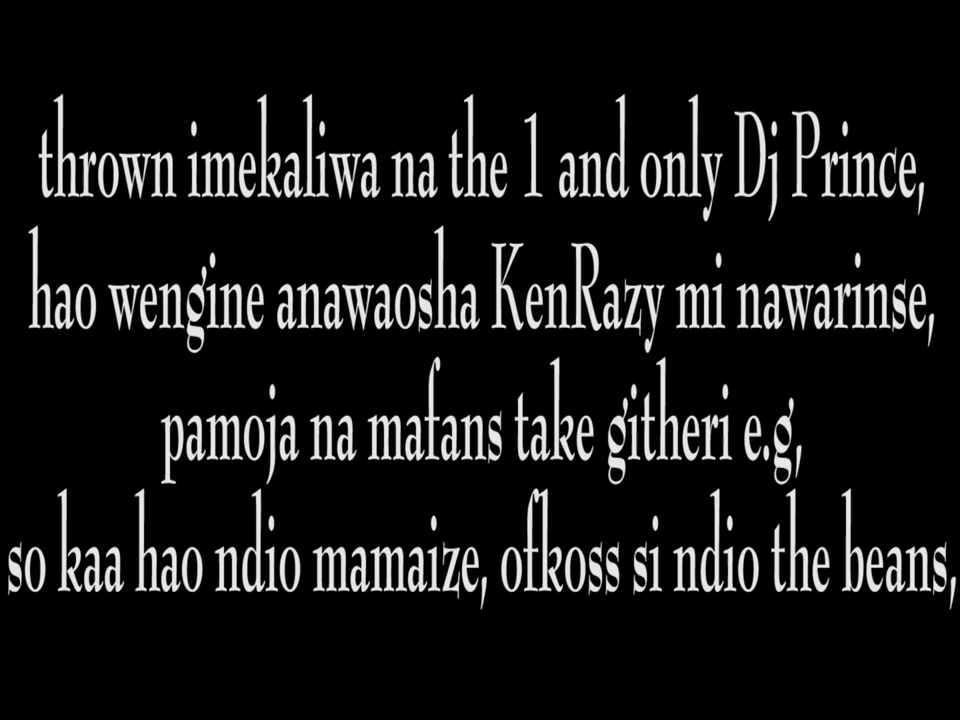 thrown imekaliwa na the 1 and only Dj Prince,
hao wengine anawaosha KenRazy mi nawarinse,
pamoja na mafans take githeri e.g,
so kaa hao ndio mamaize, ofkoss si ndio the beans,